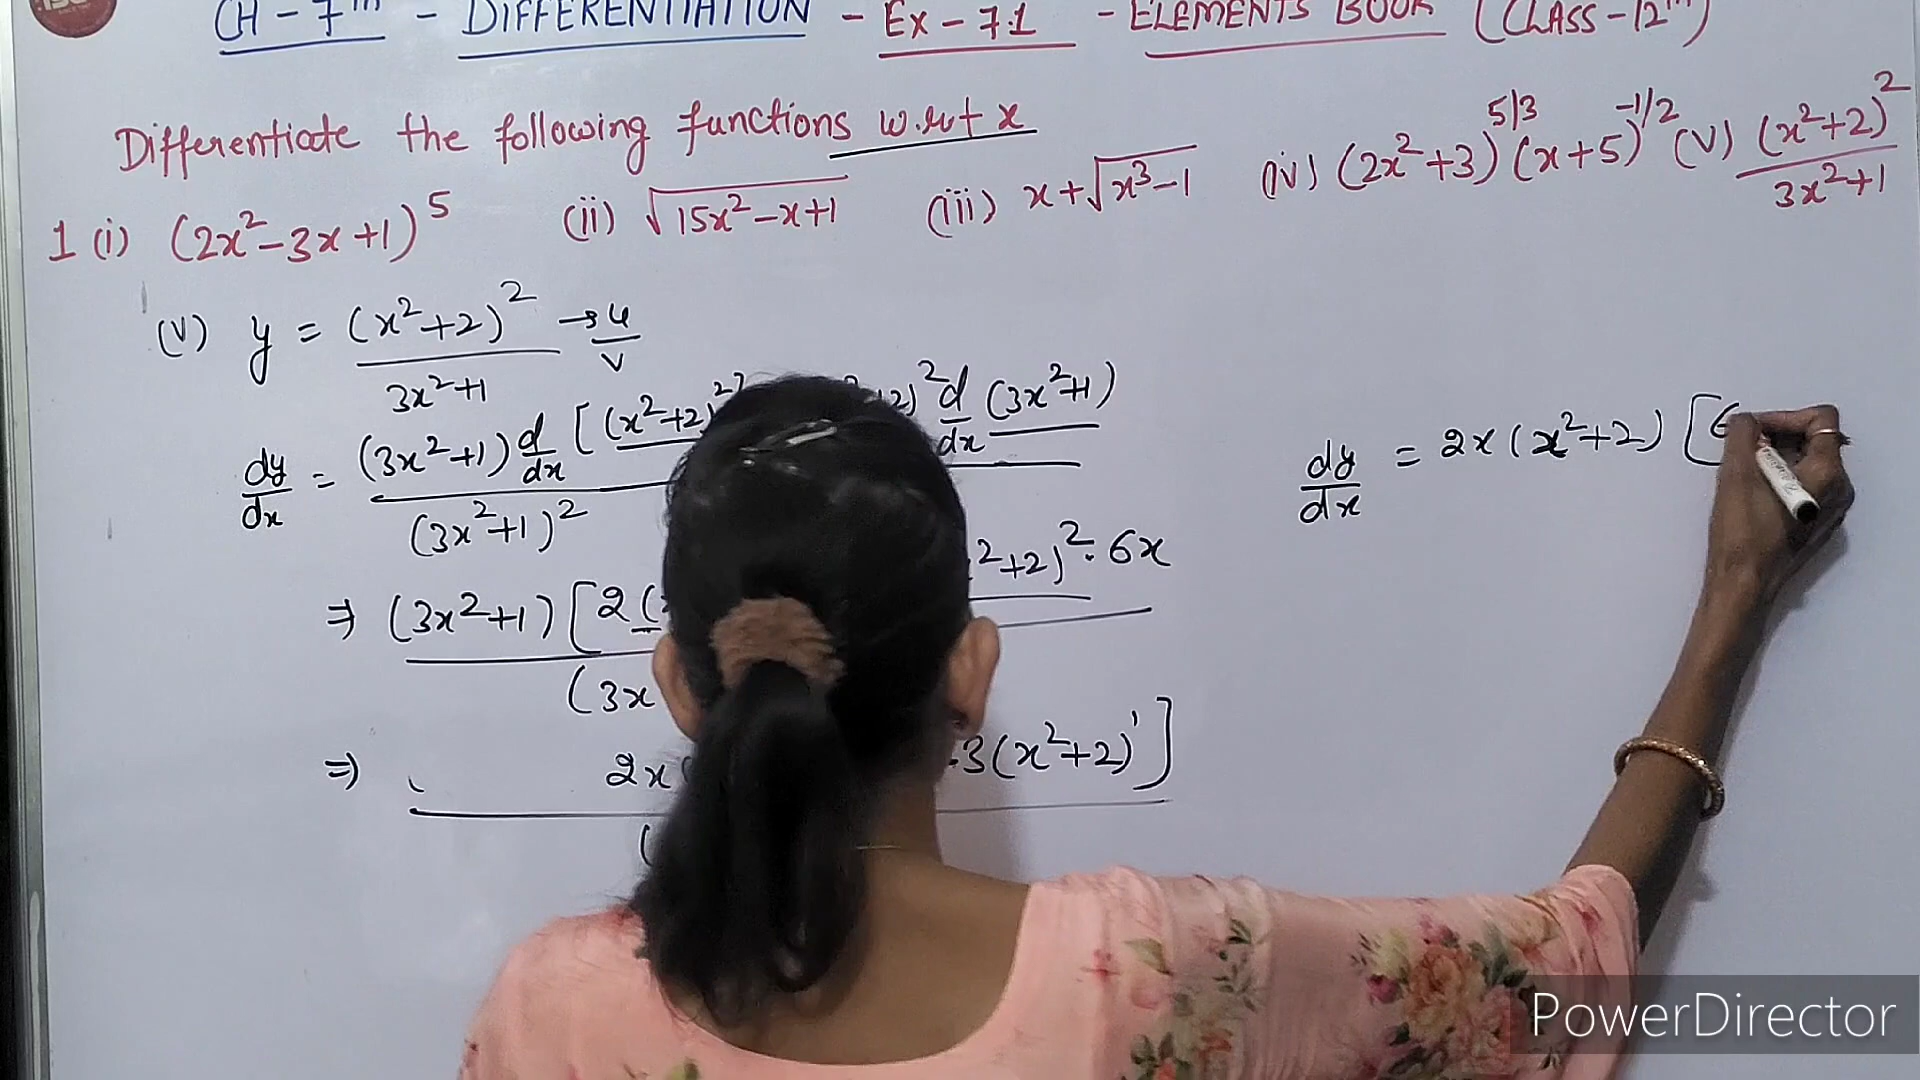 CH - 7th - DIFFERENTIATION - EX - 7.1 - ELEMENTS BOOK (CLASS - 12th)
Differentiate the following functions w.r.t x
1 (i) (2x²-3x+1)⁵ (ii) √(15x²-x+1) (iii) x+√(x³-1) (iv) (2x²+3)^5/3 (x+5)^-1/2 (v) (x²+2)²/3x²+1
(v) y = (x²+2)²/3x²+1 → u/v
dy/dx = (3x²+1) d/dx [(x²+2)² 2)² d/dx (3x²+1)
(3x²+1)²
⇒ (3x²+1) [2( ²+2)² · 6x
(3x
⇒ 2x 3(x²+2)']
dy/dx = 2x (x²+2) [6
PowerDirector